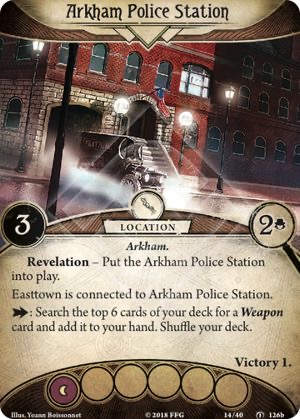 Arkham Police Station
3
LOCATION
2
Arkham.
Revelation – Put the Arkham Police Station
into play.
Easttown is connected to Arkham Police Station.
: Search the top 6 cards of your deck for a Weapon
card and add it to your hand. Shuffle your deck.
Victory 1.
Illus. Yoann Boissonnet
© 2018 FFG
14/40
126b